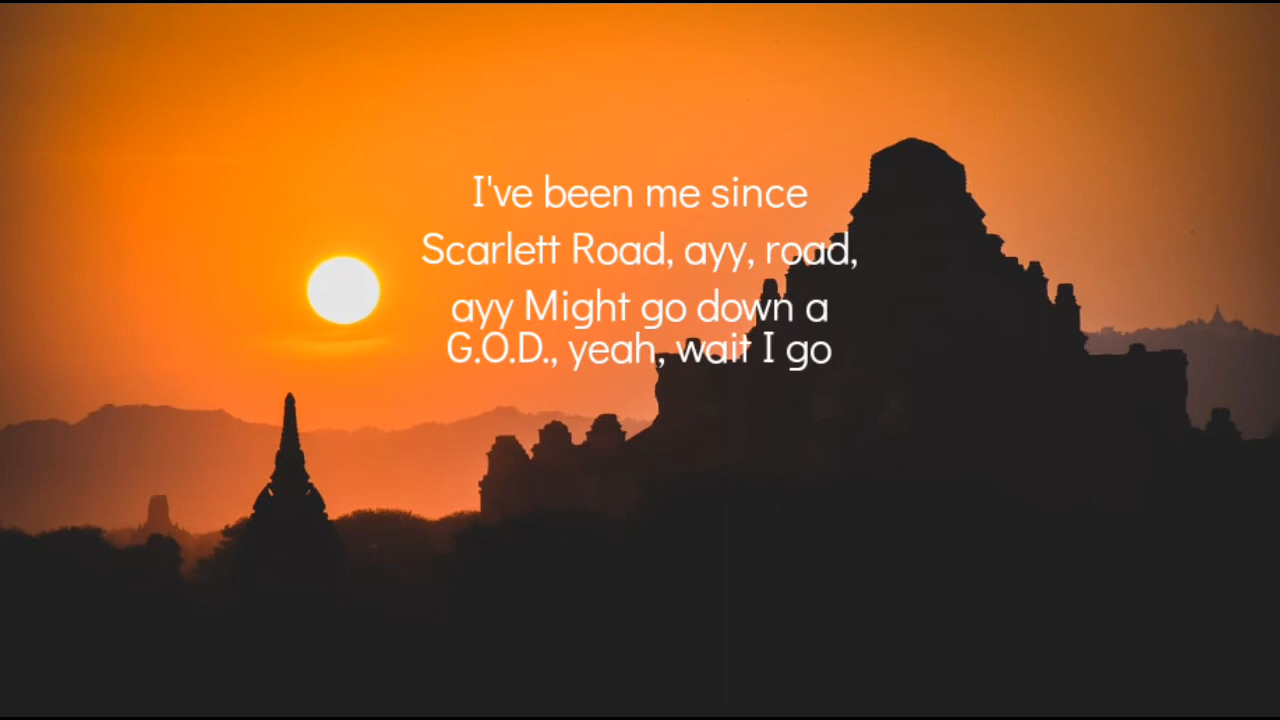 I've been me since
Scarlett Road, ayy, road,
ayy Might go down a
G.O.D., yeah, wait I go